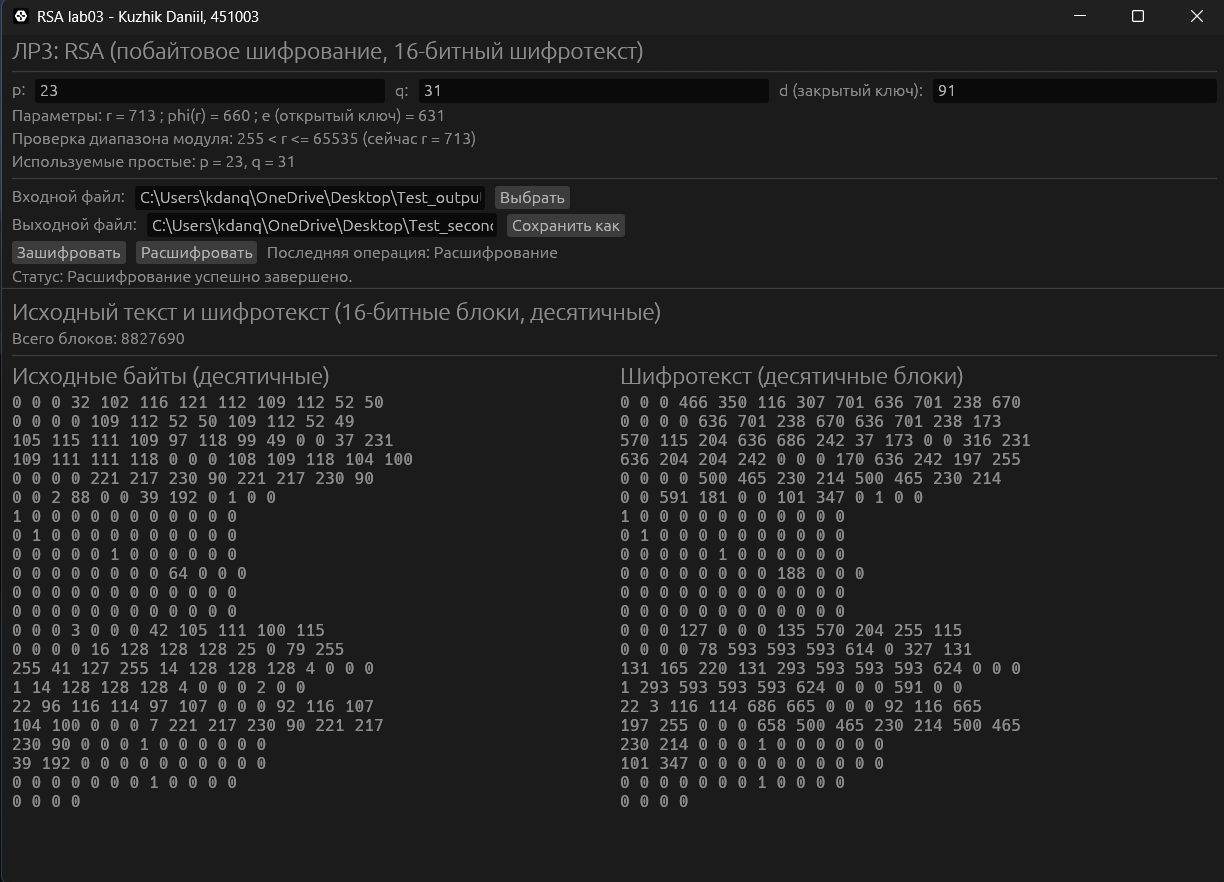 RSA lab03 - Kuzhik Daniil, 451003
ЛР3: RSA (побайтовое шифрование, 16-битный шифротекст)
p: 23 q: 31 d (закрытый ключ): 91
Параметры: r = 713 ; phi(r) = 660 ; e (открытый ключ) = 631
Проверка диапазона модуля: 255 < r <= 65535 (сейчас r = 713)
Используемые простые: p = 23, q = 31
Входной файл: C:\Users\kdanq\OneDrive\Desktop\Test_outpu Выбрать
Выходной файл: C:\Users\kdanq\OneDrive\Desktop\Test_second Сохранить как
Зашифровать Расшифровать Последняя операция: Расшифрование
Статус: Расшифрование успешно завершено.
Исходный текст и шифротекст (16-битные блоки, десятичные)
Всего блоков: 8827690
Исходные байты (десятичные)
0 0 0 32 102 116 121 112 109 112 52 50
0 0 0 0 109 112 52 50 109 112 52 49
105 115 111 109 97 118 99 49 0 0 37 231
109 111 111 118 0 0 0 108 109 118 104 100
0 0 0 0 221 217 230 90 221 217 230 90
0 0 2 88 0 0 39 192 0 1 0 0
1 0 0 0 0 0 0 0 0 0 0 0
0 1 0 0 0 0 0 0 0 0 0 0
0 0 0 0 0 1 0 0 0 0 0 0
0 0 0 0 0 0 0 0 64 0 0 0
0 0 0 0 0 0 0 0 0 0 0 0
0 0 0 0 0 0 0 0 0 0 0 0
0 0 0 3 0 0 0 42 105 111 100 115
0 0 0 0 16 128 128 128 25 0 79 255
255 41 127 255 14 128 128 128 4 0 0 0
1 14 128 128 128 4 0 0 0 2 0 0
22 96 116 114 97 107 0 0 0 92 116 107
104 100 0 0 0 7 221 217 230 90 221 217
230 90 0 0 0 1 0 0 0 0 0 0
39 192 0 0 0 0 0 0 0 0 0 0
0 0 0 0 0 0 0 1 0 0 0 0
0 0 0 0
Шифротекст (десятичные блоки)
0 0 0 466 350 116 307 701 636 701 238 670
0 0 0 0 636 701 238 670 636 701 238 173
570 115 204 636 686 242 37 173 0 0 316 231
636 204 204 242 0 0 0 170 636 242 197 255
0 0 0 0 500 465 230 214 500 465 230 214
0 0 591 181 0 0 101 347 0 1 0 0
1 0 0 0 0 0 0 0 0 0 0 0
0 1 0 0 0 0 0 0 0 0 0 0
0 0 0 0 0 1 0 0 0 0 0 0
0 0 0 0 0 0 0 0 188 0 0 0
0 0 0 0 0 0 0 0 0 0 0 0
0 0 0 0 0 0 0 0 0 0 0 0
0 0 0 127 0 0 0 135 570 204 255 115
0 0 0 0 78 593 593 593 614 0 327 131
131 165 220 131 293 593 593 593 624 0 0 0
1 293 593 593 593 624 0 0 0 591 0 0
22 3 116 114 686 665 0 0 0 92 116 665
197 255 0 0 0 658 500 465 230 214 500 465
230 214 0 0 0 1 0 0 0 0 0 0
101 347 0 0 0 0 0 0 0 0 0 0
0 0 0 0 0 0 0 1 0 0 0 0
0 0 0 0